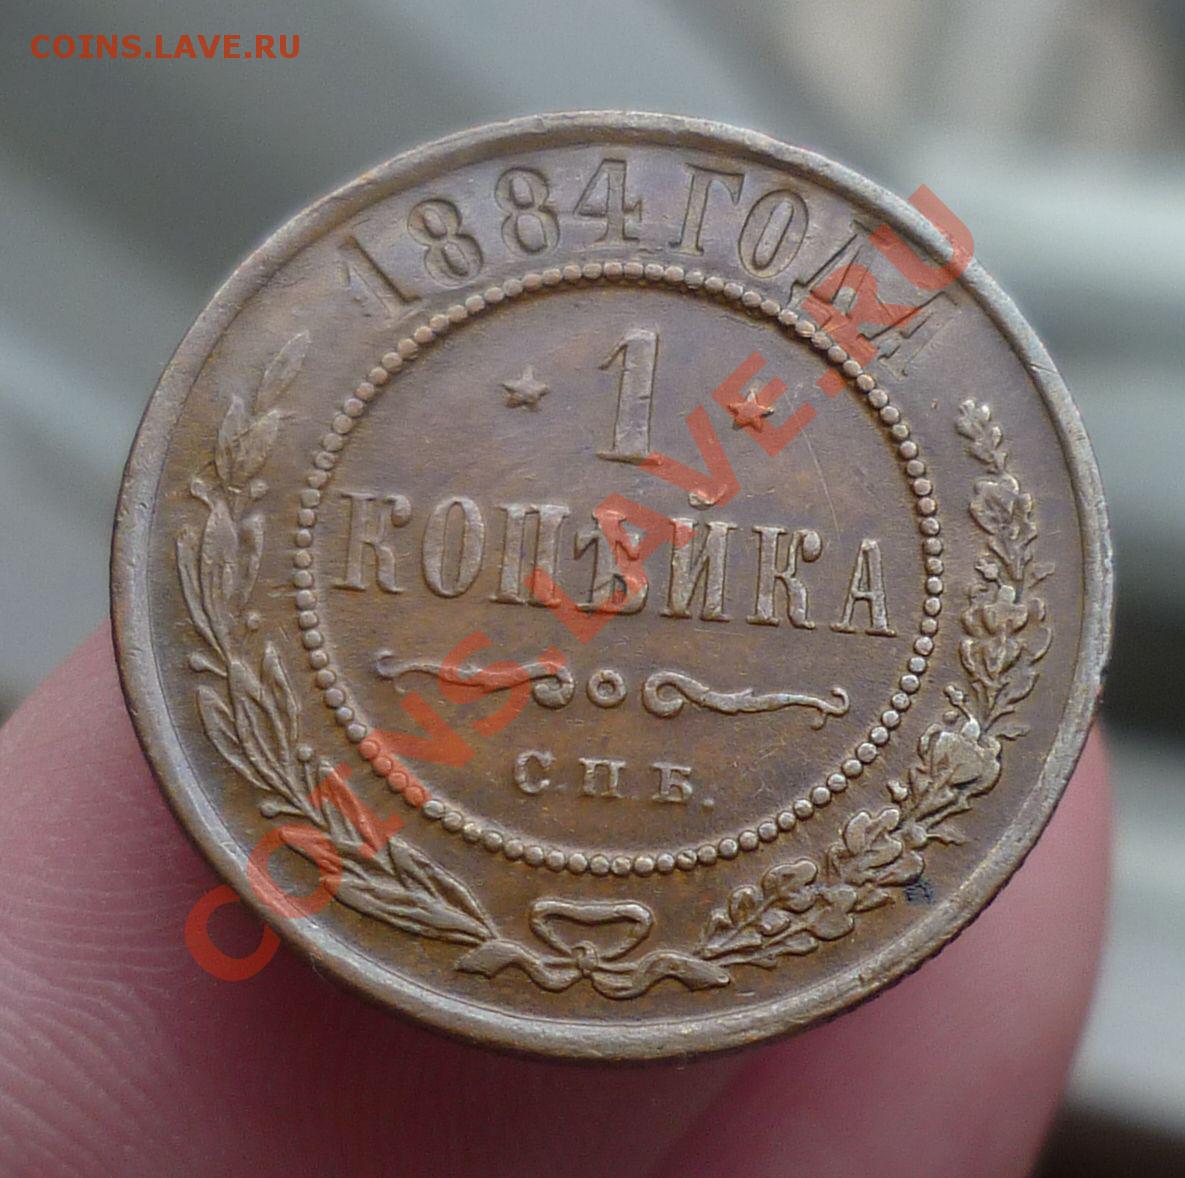 COINS.LAVE.RU
1884 ГОДА
1
КОПѢЙКА
С.П.Б.
COINS.LAVE.RU